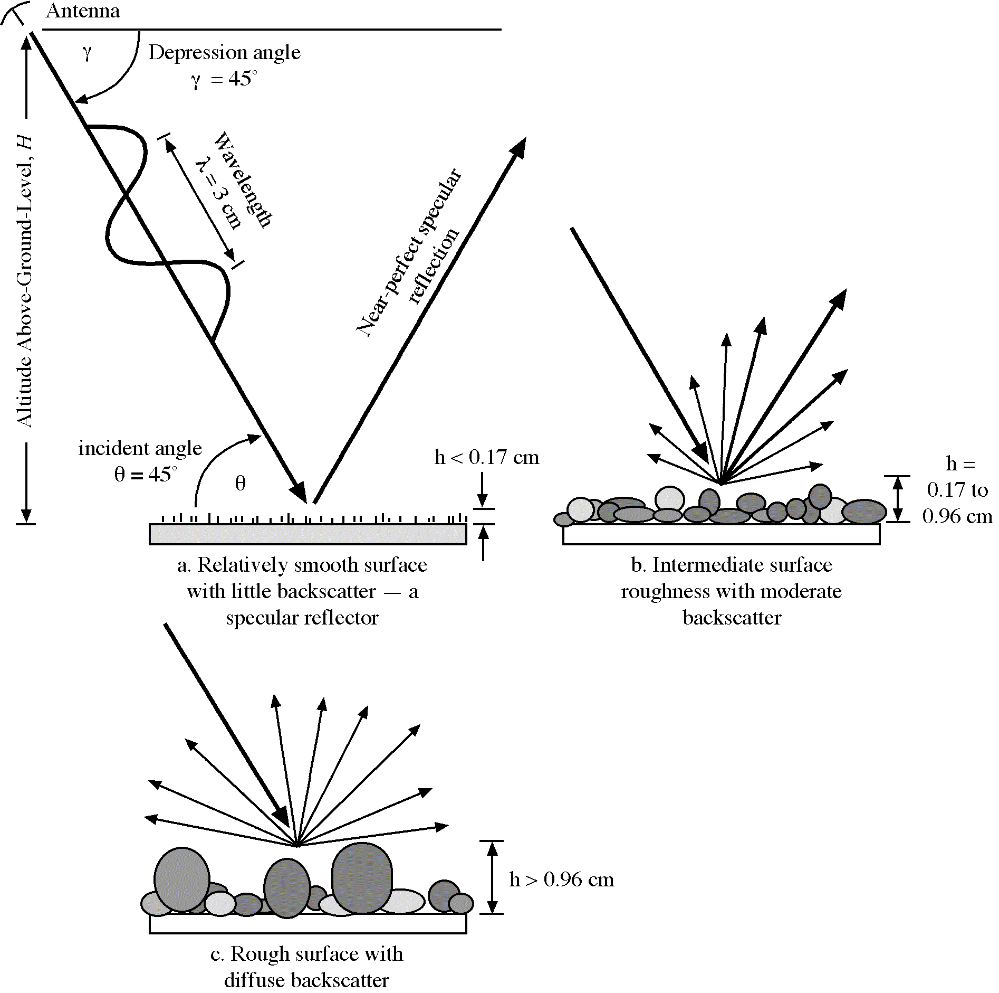 Antenna
γ
Depression angle
γ = 45°
Altitude Above-Ground-Level, H
Wavelength
λ = 3 cm
Near-perfect specular
reflection
incident angle
θ = 45°
θ
h < 0.17 cm
h =
0.17 to
0.96 cm
a. Relatively smooth surface
with little backscatter — a
specular reflector
b. Intermediate surface
roughness with moderate
backscatter
h > 0.96 cm
c. Rough surface with
diffuse backscatter